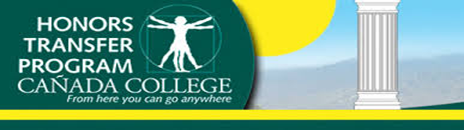 HONORS
TRANSFER
PROGRAM
CAÑADA COLLEGE
From here you can go anywhere